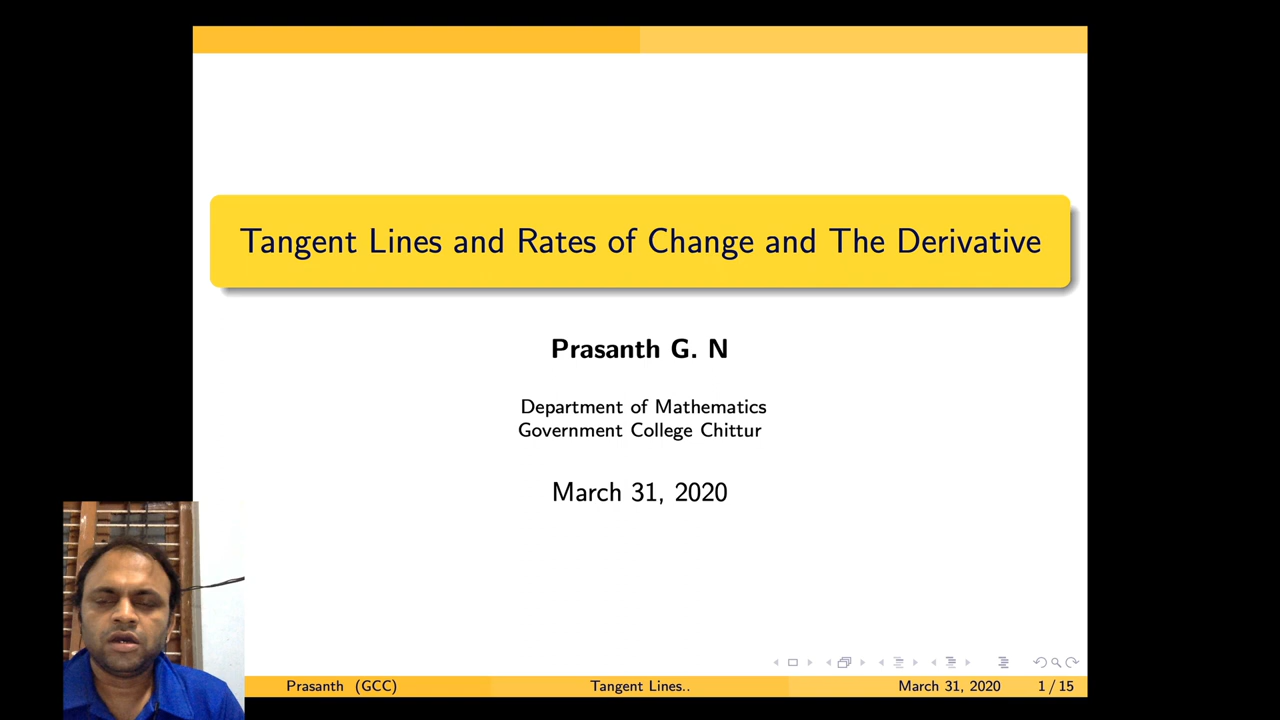 Tangent Lines and Rates of Change and The Derivative
Prasanth G. N
Department of Mathematics
Government College Chittur
March 31, 2020
Prasanth (GCC)
Tangent Lines..
March 31, 2020
1 / 15